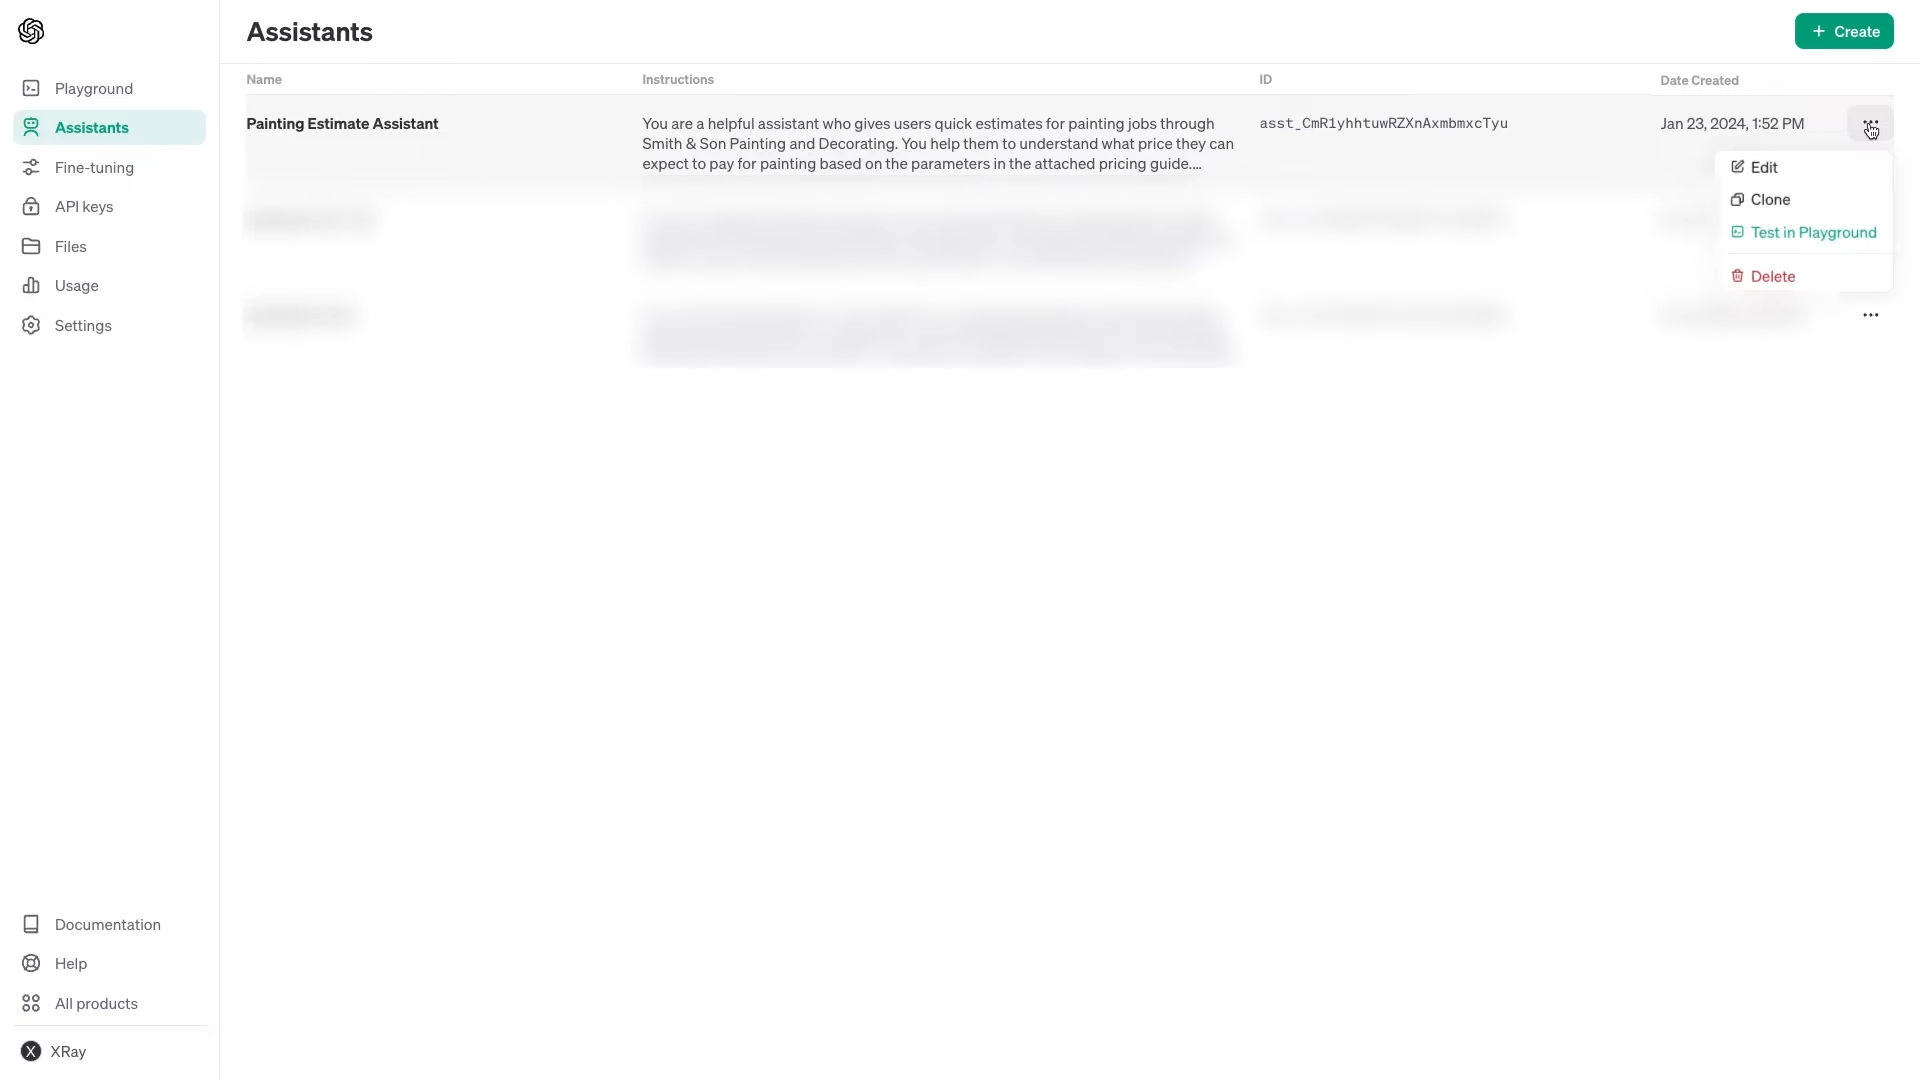 Assistants
+ Create
Playground
Assistants
Fine-tuning
API keys
Files
Usage
Settings
Name
Instructions
ID
Date Created
Painting Estimate Assistant
You are a helpful assistant who gives users quick estimates for painting jobs through
Smith & Son Painting and Decorating. You help them to understand what price they can
expect to pay for painting based on the parameters in the attached pricing guide....
asst_CmR1yhhtuwRZXnAxmbmxcTyu
Jan 23, 2024, 1:52 PM
Edit
Clone
Test in Playground
Delete
Documentation
Help
All products
X XRay